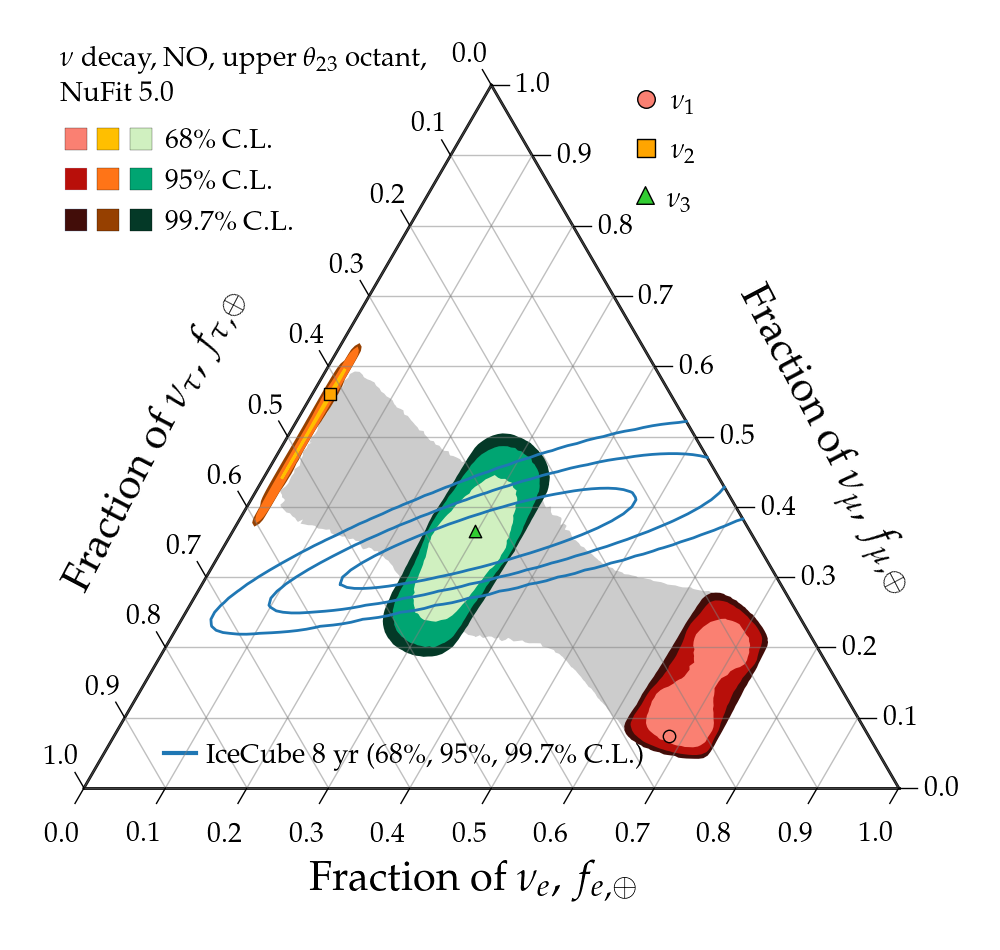 ν decay, NO, upper θ₂₃ octant,
NuFit 5.0
68% C.L.
95% C.L.
99.7% C.L.
ν₁
ν₂
ν₃
0.0
0.1
0.2
0.3
0.4
0.5
0.6
0.7
0.8
0.9
1.0
Fraction of ντ, fτ,⊕
1.0
0.9
0.8
0.7
0.6
0.5
0.4
0.3
0.2
0.1
0.0
Fraction of νμ, fμ,⊕
IceCube 8 yr (68%, 95%, 99.7% C.L.)
0.0 0.1 0.2 0.3 0.4 0.5 0.6 0.7 0.8 0.9 1.0
Fraction of νe, fe,⊕